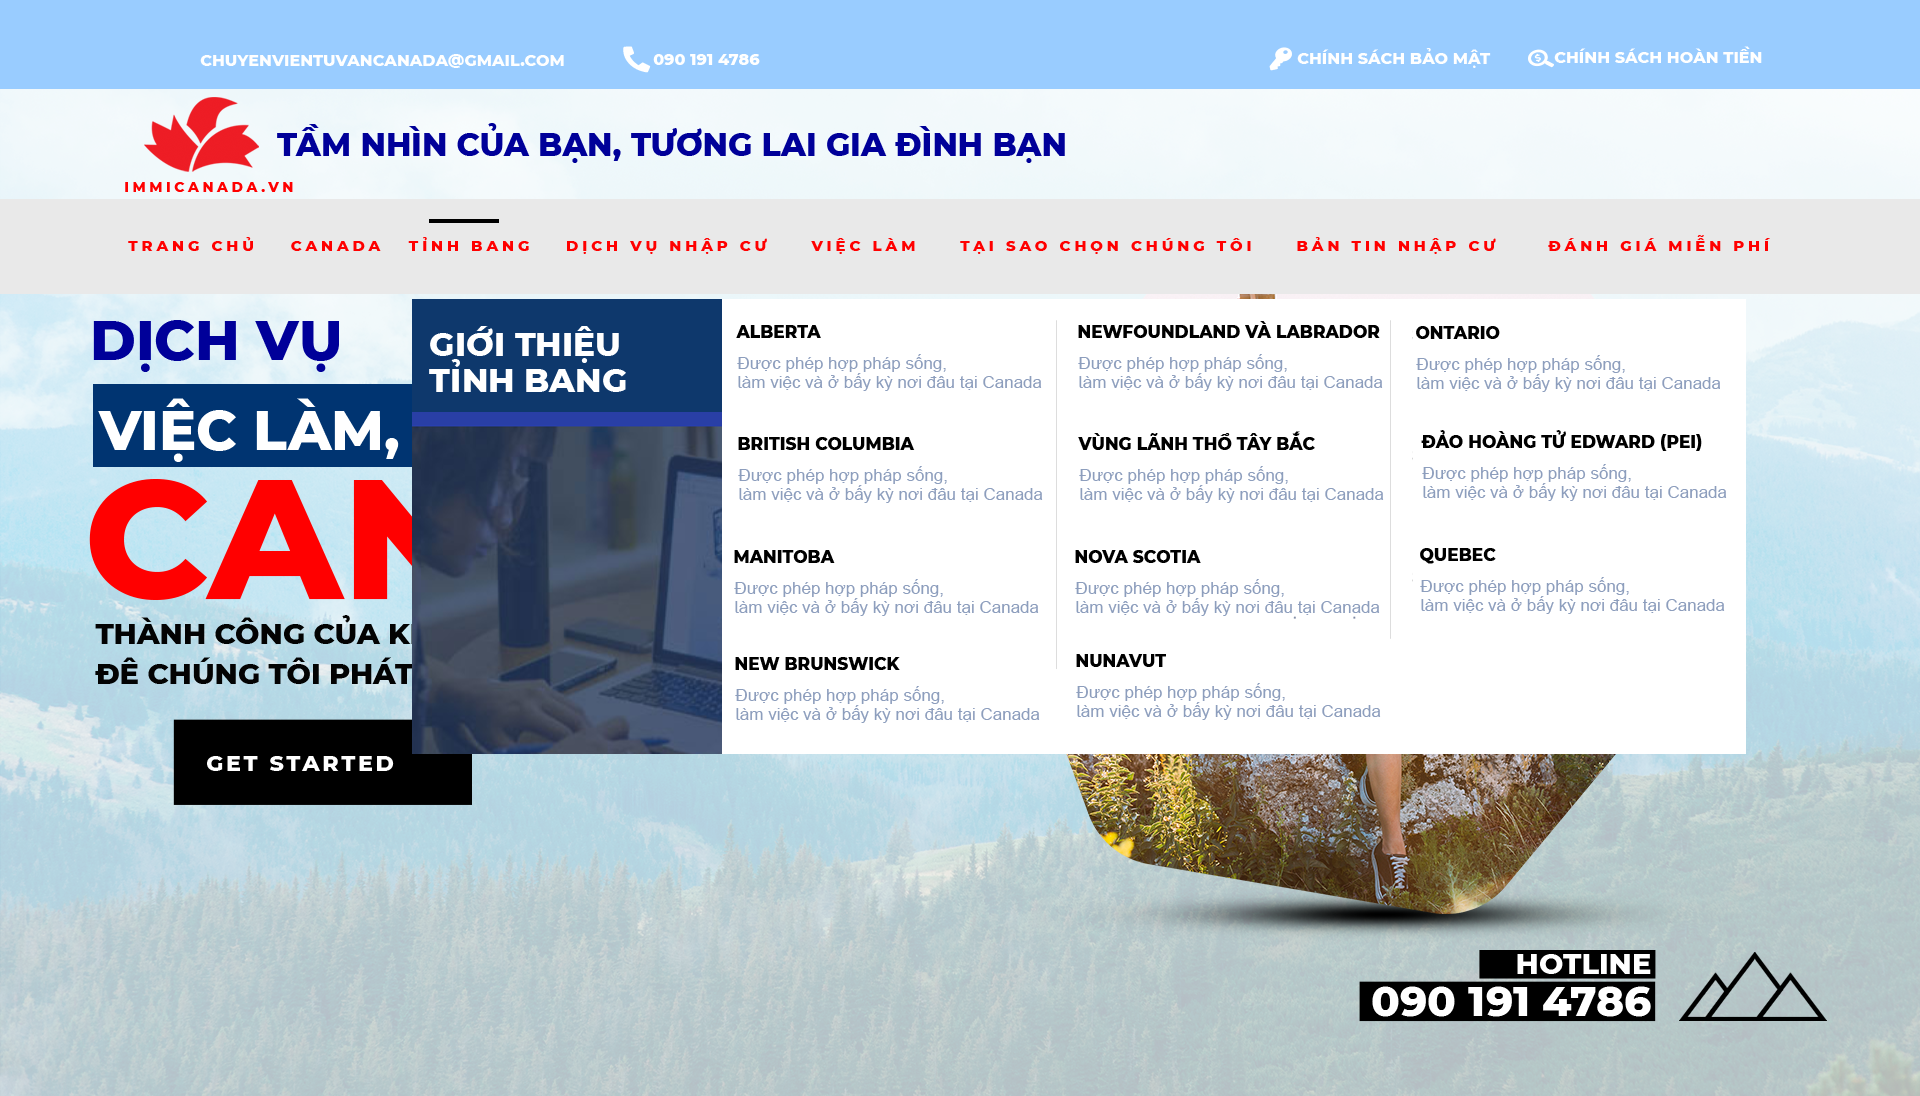 CHUYENVIENTUVANCANADA@GMAIL.COM
090 191 4786
CHÍNH SÁCH BẢO MẬT
CHÍNH SÁCH HOÀN TIỀN
TẦM NHÌN CỦA BẠN, TƯƠNG LAI GIA ĐÌNH BẠN
IMMICANADA.VN
TRANG CHỦ
CANADA
TỈNH BANG
DỊCH VỤ NHẬP CƯ
VIỆC LÀM
TẠI SAO CHỌN CHÚNG TÔI
BẢN TIN NHẬP CƯ
ĐÁNH GIÁ MIỄN PHÍ
DỊCH VỤ
VIỆC LÀM,
CAN
THÀNH CÔNG CỦA K
ĐÊ CHÚNG TÔI PHÁT
GET STARTED
GIỚI THIỆU
TỈNH BANG
ALBERTA
Được phép hợp pháp sống,
làm việc và ở bấy kỳ nơi đâu tại Canada
BRITISH COLUMBIA
Được phép hợp pháp sống,
làm việc và ở bấy kỳ nơi đâu tại Canada
MANITOBA
Được phép hợp pháp sống,
làm việc và ở bấy kỳ nơi đâu tại Canada
NEW BRUNSWICK
Được phép hợp pháp sống,
làm việc và ở bấy kỳ nơi đâu tại Canada
NEWFOUNDLAND VÀ LABRADOR
Được phép hợp pháp sống,
làm việc và ở bấy kỳ nơi đâu tại Canada
VÙNG LÃNH THỔ TÂY BẮC
Được phép hợp pháp sống,
làm việc và ở bấy kỳ nơi đâu tại Canada
NOVA SCOTIA
Được phép hợp pháp sống,
làm việc và ở bấy kỳ nơi đâu tại Canada
NUNAVUT
Được phép hợp pháp sống,
làm việc và ở bấy kỳ nơi đâu tại Canada
ONTARIO
Được phép hợp pháp sống,
làm việc và ở bấy kỳ nơi đâu tại Canada
ĐẢO HOÀNG TỬ EDWARD (PEI)
Được phép hợp pháp sống,
làm việc và ở bấy kỳ nơi đâu tại Canada
QUEBEC
Được phép hợp pháp sống,
làm việc và ở bấy kỳ nơi đâu tại Canada
HOTLINE
090 191 4786